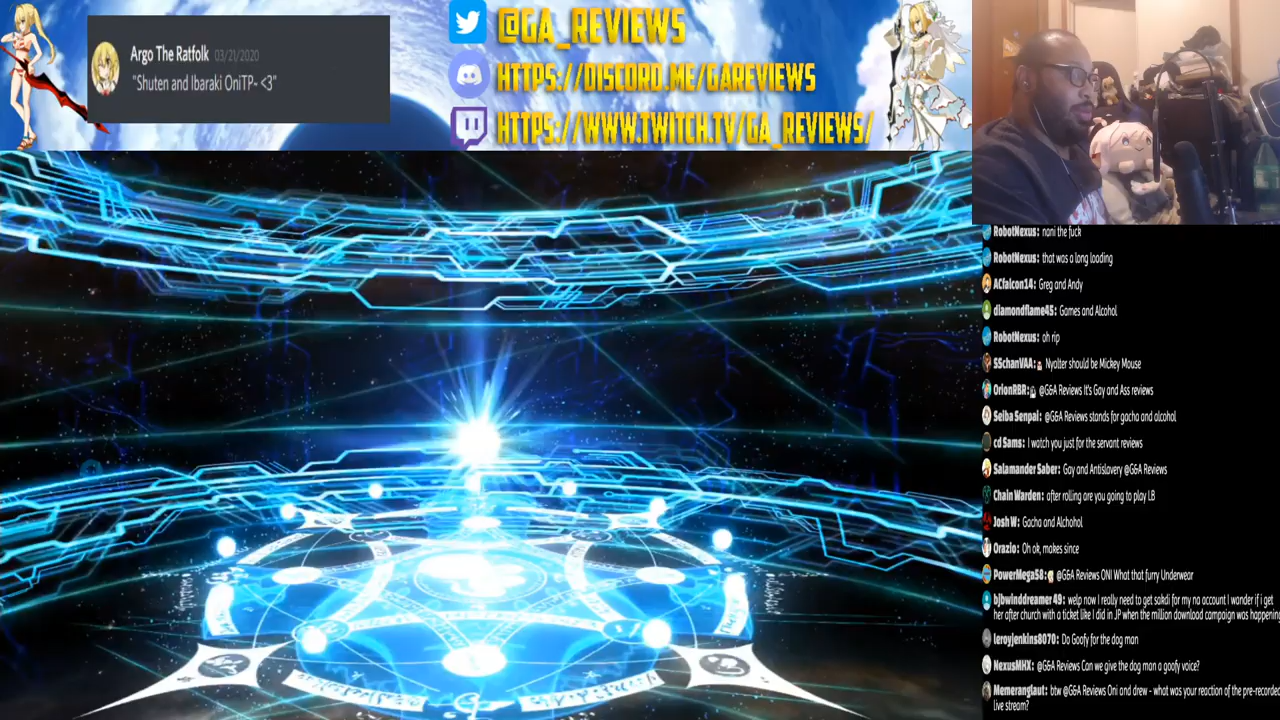 Argo The Ratfolk 03/21/2020
"Shuten and Ibaraki OniTP- <3"
@GA_REVIEWS
HTTPS://DISCORD.ME/GAREVIEWS
HTTPS://WWW.TWITCH.TV/GA_REVIEWS/
RobotNexus: nani the fuck
RobotNexus: that was a long loading
ACfalcon14: Greg and Andy
diamondflame45: Games and Alcohol
RobotNexus: oh rip
SSchanVAA: Nyolter should be Mickey Mouse
OrionRBR: @G&A Reviews It's Gay and Ass reviews
Seiba Senpai: @G&A Reviews stands for gacha and alcohol
cd Sams: I watch you just for the servant reviews
Salamander Saber: Gay and Antislavery @G&A Reviews
Chain Warden: after rolling are you going to play LB
Josh W: Gacha and Alchohol
Orazio: Oh ok, makes since
PowerMega58: @G&A Reviews ONI What that furry Underwear
bjbwinddreamer49: welp now I really need to get sakdi for my na account I wonder if i get
her after church with a ticket like I did in JP when the million download campaign was happening
leroyjenkins8070: Do Goofy for the dog man
NexusMHX: @G&A Reviews Can we give the dog man a goofy voice?
Memeranglaut: btw @G&A Reviews Oni and drew - what was your reaction of the pre-recorded
live stream?